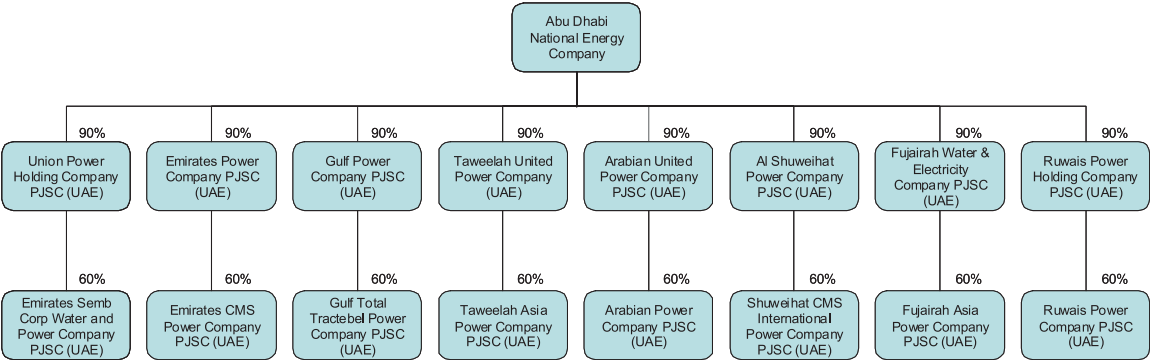 Abu Dhabi
National Energy
Company
90%
90%
90%
90%
90%
90%
90%
90%
Union Power
Holding Company
PJSC (UAE)
Emirates Power
Company PJSC
(UAE)
Gulf Power
Company PJSC
(UAE)
Taweelah United
Power Company
PJSC (UAE)
Arabian United
Power Company
PJSC (UAE)
Al Shuweihat
Power Company
PJSC (UAE)
Fujairah Water &
Electricity
Company PJSC
(UAE)
Ruwais Power
Holding Company
PJSC (UAE)
60%
60%
60%
60%
60%
60%
60%
60%
Emirates Semb
Corp Water and
Power Company
PJSC (UAE)
Emirates CMS
Power Company
PJSC (UAE)
Gulf Total
Tractebel Power
Company PJSC
(UAE)
Taweelah Asia
Power Company
PJSC (UAE)
Arabian Power
Company PJSC
(UAE)
Shuweihat CMS
International
Power Company
PJSC (UAE)
Fujairah Asia
Power Company
PJSC (UAE)
Ruwais Power
Company PJSC
(UAE)